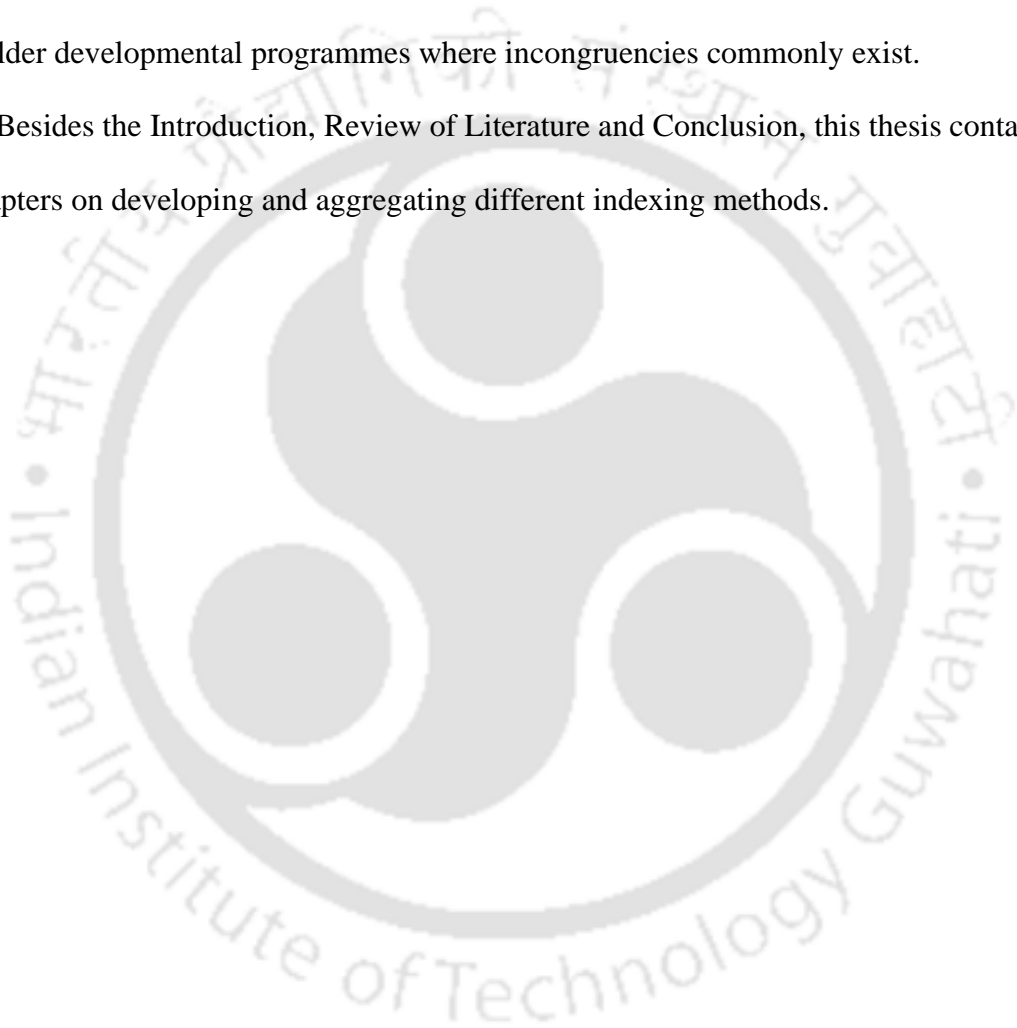 lder developmental programmes where incongruencies commonly exist.
Besides the Introduction, Review of Literature and Conclusion, this thesis conta
pters on developing and aggregating different indexing methods.
भारतीय प्रौद्योगिकी संस्थान गुवाहाटी
Indian Institute of Technology Guwahati